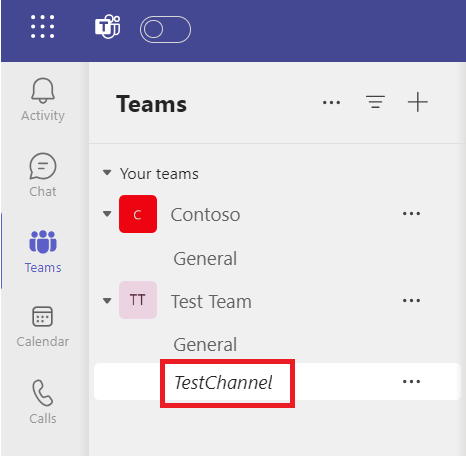 T
Activity
Chat
Teams
Calendar
Calls
Teams
Your teams
C
Contoso
General
TT
Test Team
General
TestChannel